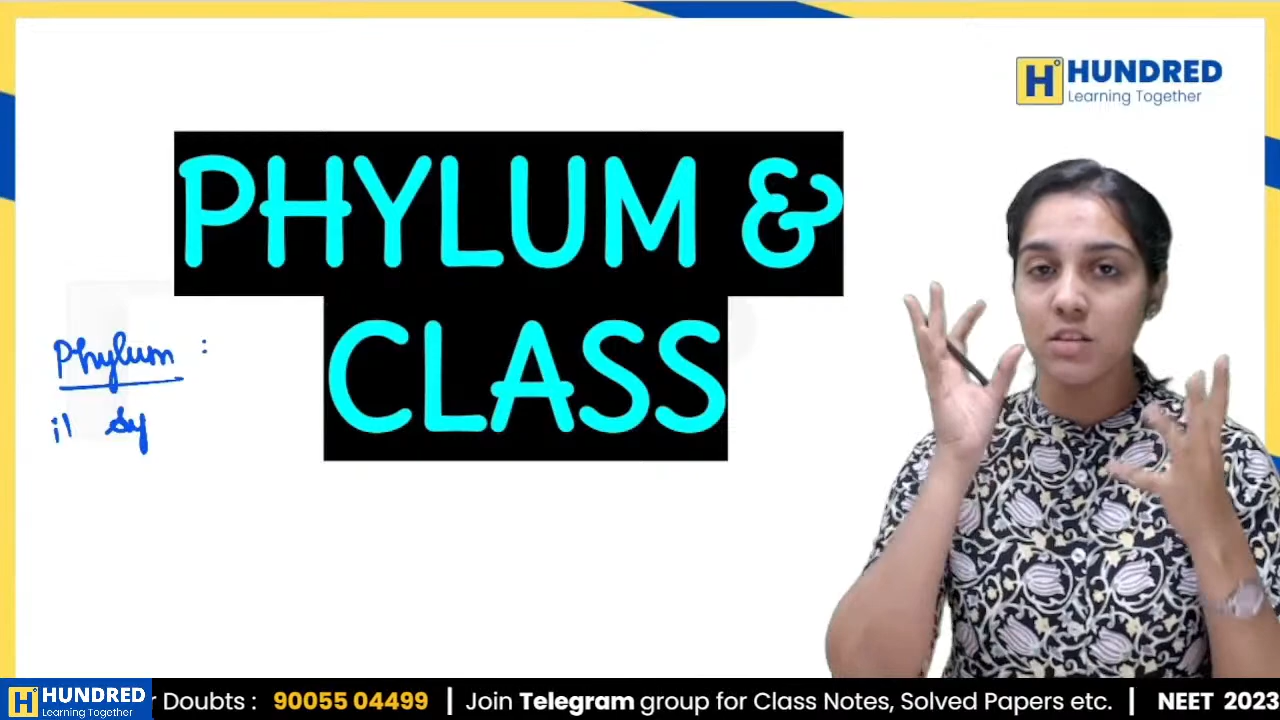 H° HUNDRED
Learning Together
PHYLUM &
CLASS
Phylum :
i) Sy
H° HUNDRED
Learning Together
r Doubts : 90055 04499 | Join Telegram group for Class Notes, Solved Papers etc. | NEET 2023